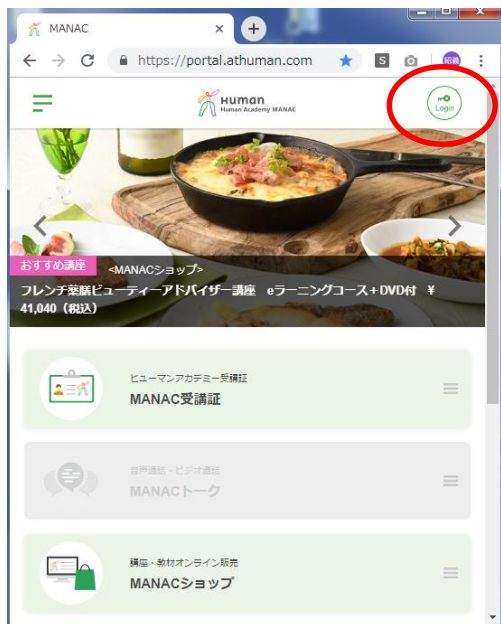 MANAC
https://portal.athuman.com
S
昭義
Human
Human Academy MANAC
Login
おすすめ講座 <MANACショップ>
フレンチ薬膳ビューティーアドバイザー講座 eラーニングコース+DVD付 ¥
41,040(税込)
ヒューマンアカデミー受講証
MANAC受講証
音声通話・ビデオ通話
MANACトーク
講座・教材オンライン販売
MANACショップ